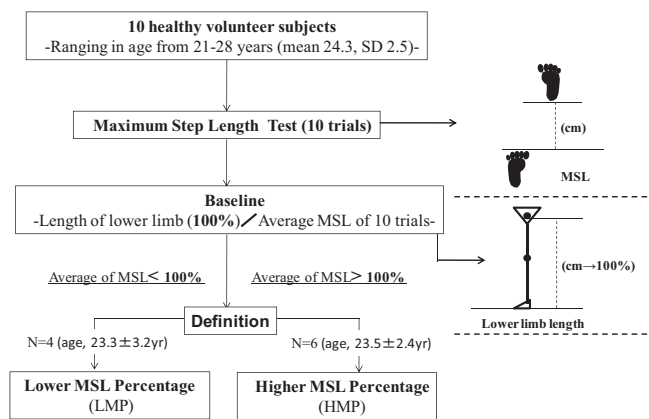 10 healthy volunteer subjects
-Ranging in age from 21-28 years (mean 24.3, SD 2.5)-
Maximum Step Length Test (10 trials)
(cm)
MSL
Baseline
-Length of lower limb (100%)/Average MSL of 10 trials-
(cm→100%)
Lower limb length
Average of MSL< 100%
Average of MSL> 100%
Definition
N=4 (age, 23.3±3.2yr)
N=6 (age, 23.5±2.4yr)
Lower MSL Percentage
(LMP)
Higher MSL Percentage
(HMP)